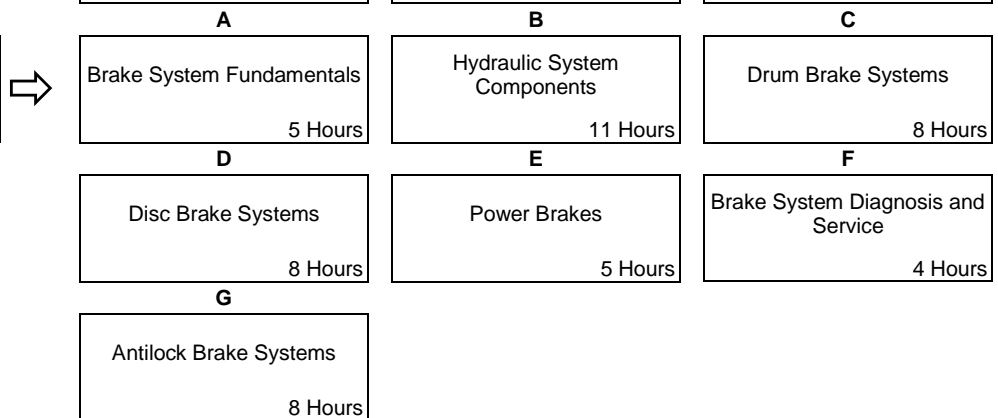 A B C
Brake System Fundamentals
5 Hours
Hydraulic System
Components
11 Hours
Drum Brake Systems
8 Hours
D E F
Disc Brake Systems
8 Hours
Power Brakes
5 Hours
Brake System Diagnosis and
Service
4 Hours
G
Antilock Brake Systems
8 Hours